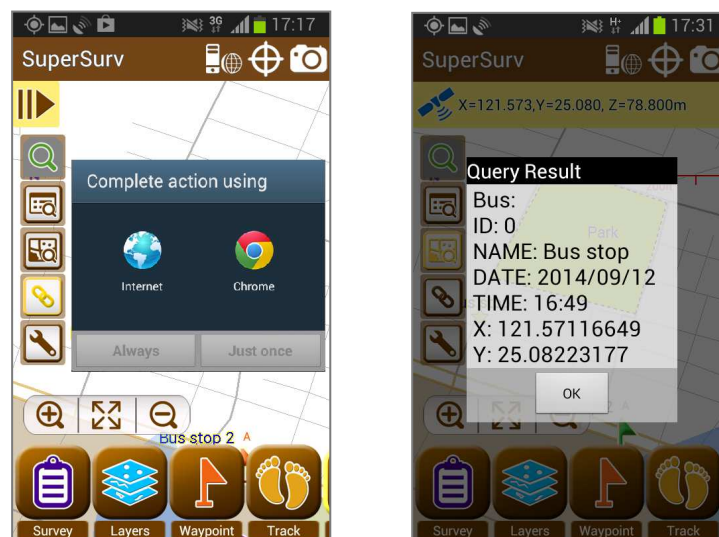 3G 17:17
SuperSurv
Complete action using
Internet Chrome
Always Just once
Bus stop 2 A
Survey Layers Waypoint Track
H+ 17:31
SuperSurv
X=121.573,Y=25.080, Z=78.800m
Query Result
Bus:
ID: 0
NAME: Bus stop
DATE: 2014/09/12
TIME: 16:49
X: 121.57116649
Y: 25.08223177
Park
OK
A
Survey Layers Waypoint Track